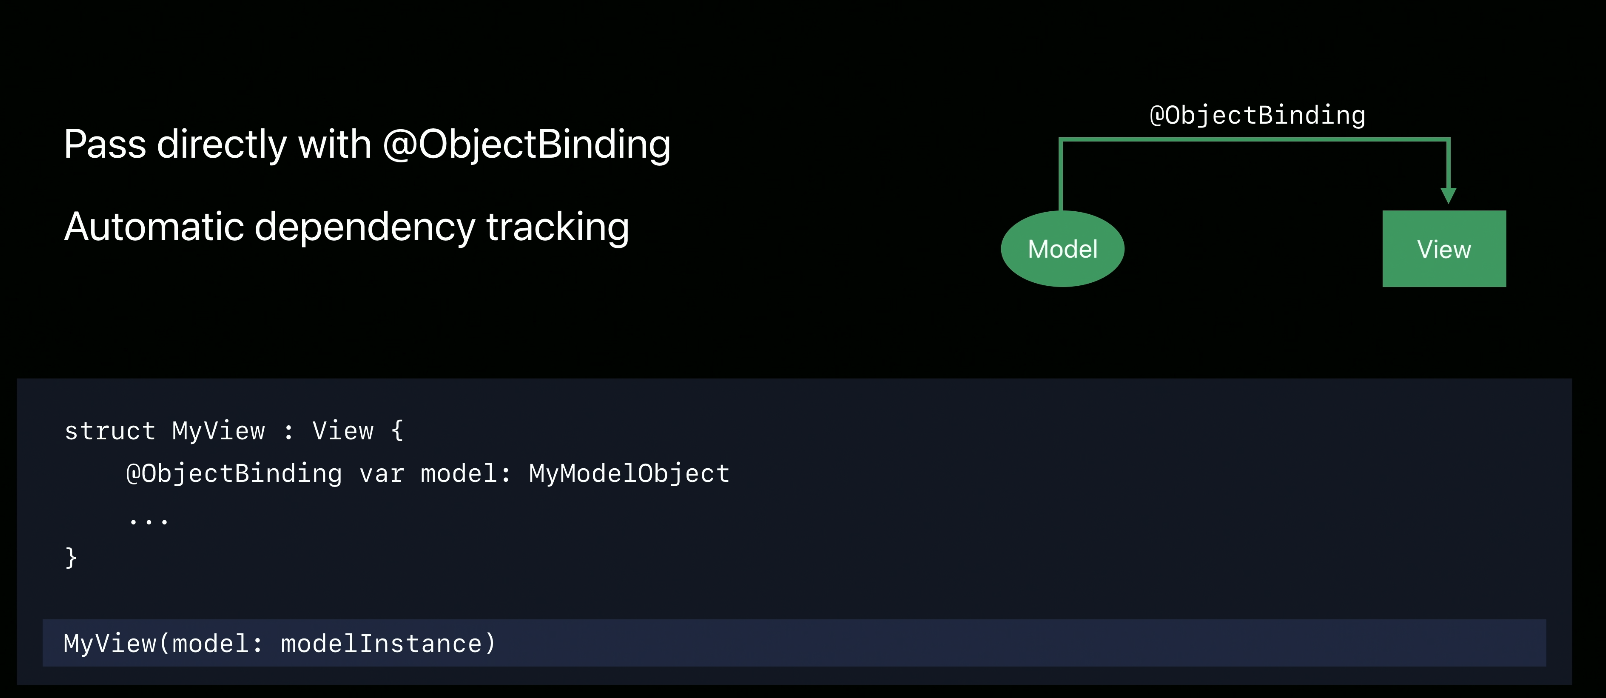 Pass directly with @ObjectBinding
Automatic dependency tracking
@ObjectBinding
Model
View
struct MyView : View {
    @ObjectBinding var model: MyModelObject
    ...
}
MyView(model: modelInstance)